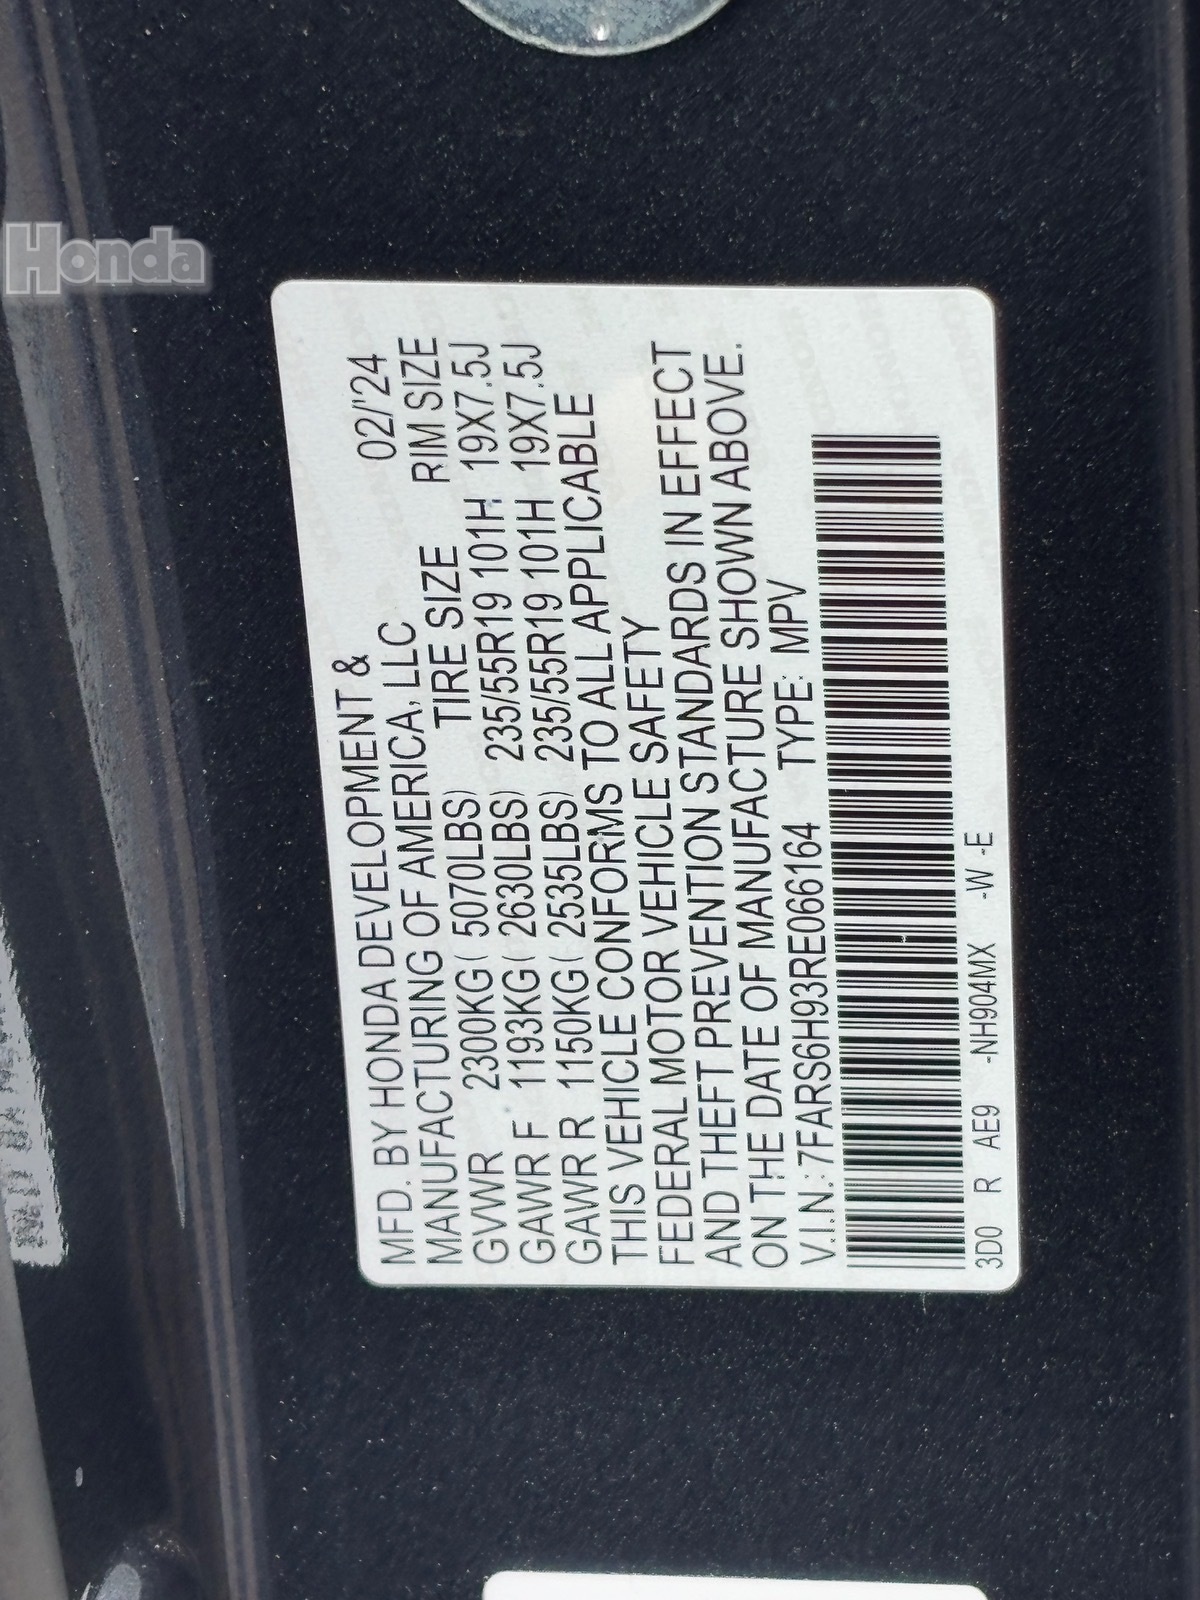 Honda
MFD. BY HONDA DEVELOPMENT & 02/'24
MANUFACTURING OF AMERICA, LLC
TIRE SIZE RIM SIZE
GVWR 2300KG( 5070LBS) 235/55R19 101H 19X7.5J
GAWR F 1193KG( 2630LBS) 235/55R19 101H 19X7.5J
GAWR R 1150KG( 2535LBS)
THIS VEHICLE CONFORMS TO ALL APPLICABLE
FEDERAL MOTOR VEHICLE SAFETY
AND THEFT PREVENTION STANDARDS IN EFFECT
ON THE DATE OF MANUFACTURE SHOWN ABOVE.
V.I.N.: 7FARS6H93RE066164 TYPE: MPV
3D0 R AE9 -NH904MX -W -E